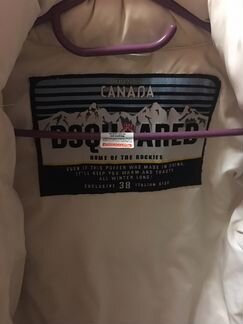 CANADA
DSQUARED
HOME OF THE ROCKIES
EVEN IF THIS PUFFER WAS MADE IN CHINA,
IT'LL KEEP YOU WARM AND TOASTY
ALL WINTER LONG!
EXCLUSIVE 38 ITALIAN SIZE